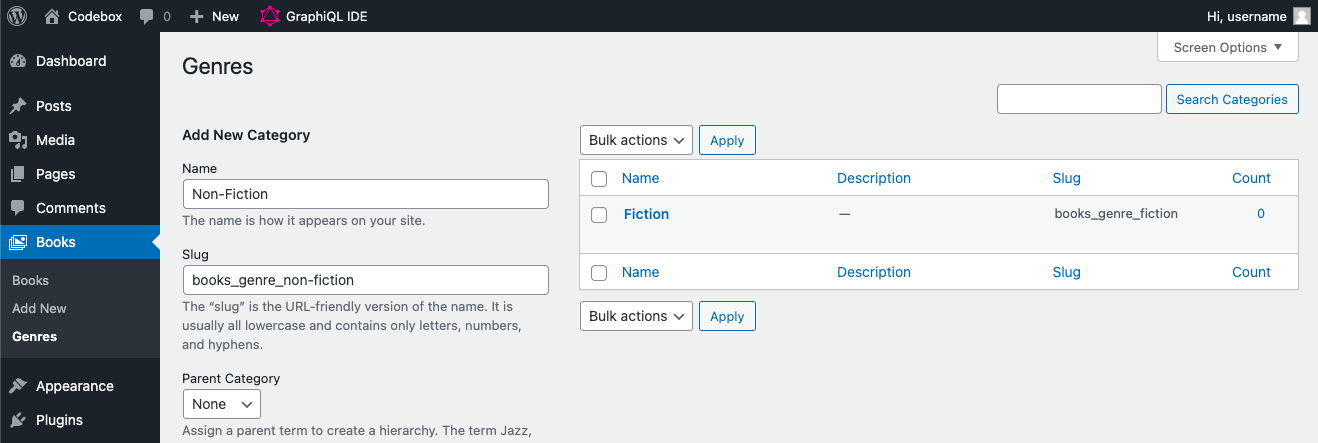 Codebox 0 New GraphiQL IDE Hi, username
Screen Options
Dashboard
Posts
Media
Pages
Comments
Books
Books
Add New
Genres
Appearance
Plugins
Genres
Search Categories
Add New Category
Name
Non-Fiction
The name is how it appears on your site.
Slug
books_genre_non-fiction
The “slug” is the URL-friendly version of the name. It is
usually all lowercase and contains only letters, numbers,
and hyphens.
Parent Category
None
Assign a parent term to create a hierarchy. The term Jazz,
Bulk actions Apply
Name Description Slug Count
Fiction — books_genre_fiction 0
Name Description Slug Count
Bulk actions Apply